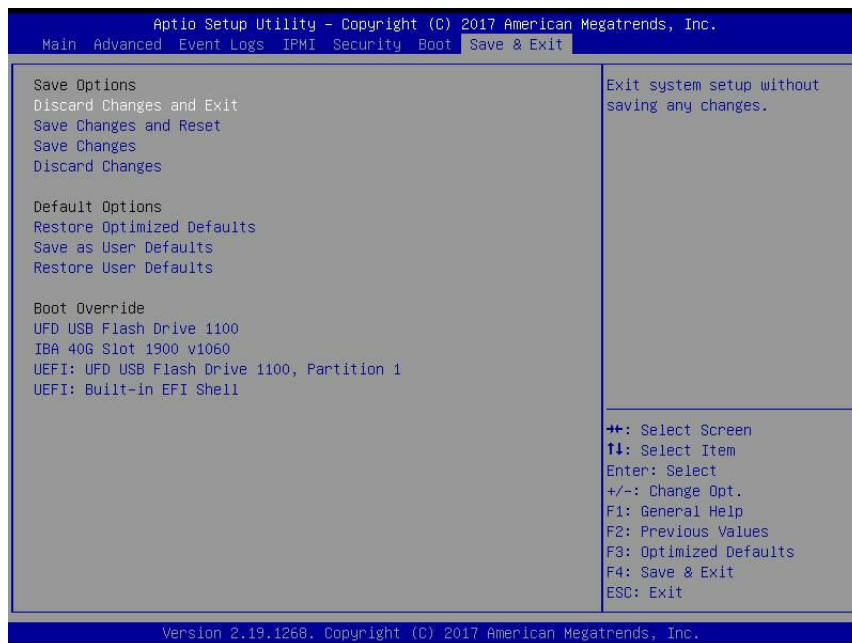 Aptio Setup Utility – Copyright (C) 2017 American Megatrends, Inc.
Main Advanced Event Logs IPMI Security Boot Save & Exit
Save Options
Discard Changes and Exit
Save Changes and Reset
Save Changes
Discard Changes
Default Options
Restore Optimized Defaults
Save as User Defaults
Restore User Defaults
Boot Override
UFD USB Flash Drive 1100
IBA 40G Slot 1900 v1060
UEFI: UFD USB Flash Drive 1100, Partition 1
UEFI: Built-in EFI Shell
Exit system setup without
saving any changes.
→←: Select Screen
↑↓: Select Item
Enter: Select
+/-: Change Opt.
F1: General Help
F2: Previous Values
F3: Optimized Defaults
F4: Save & Exit
ESC: Exit
Version 2.19.1268. Copyright (C) 2017 American Megatrends, Inc.